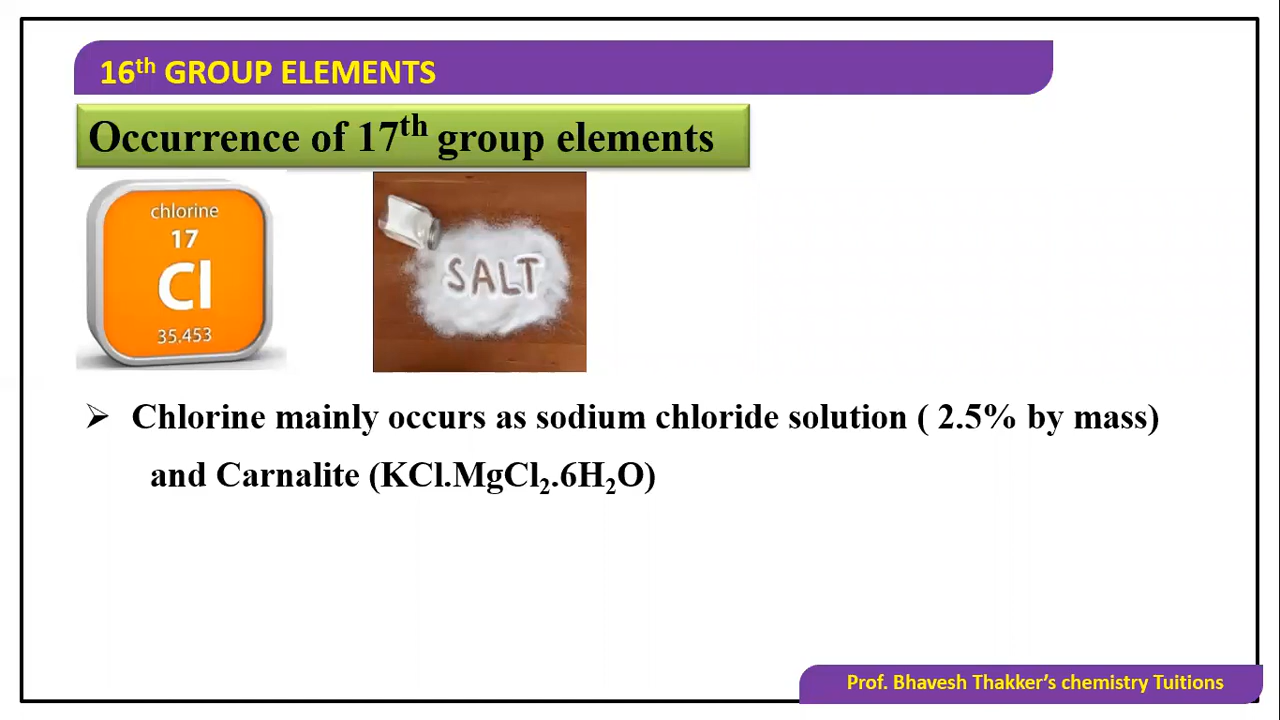 16th GROUP ELEMENTS
Occurrence of 17th group elements
chlorine
17
Cl
35.453
SALT
➢ Chlorine mainly occurs as sodium chloride solution ( 2.5% by mass)
and Carnalite (KCl.MgCl₂.6H₂O)
Prof. Bhavesh Thakker’s chemistry Tuitions